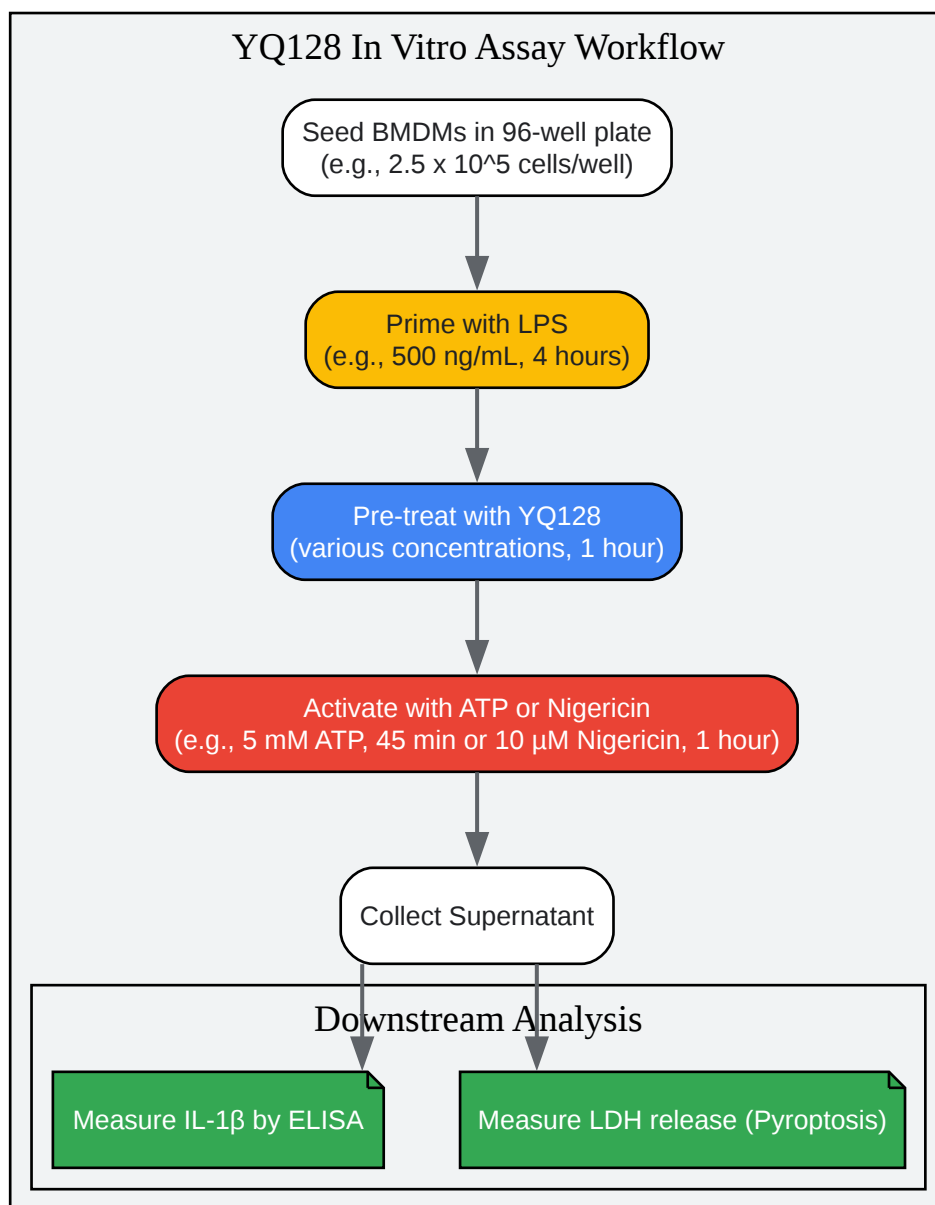 YQ128 In Vitro Assay Workflow
Seed BMDMs in 96-well plate
(e.g., 2.5 x 10^5 cells/well)
Prime with LPS
(e.g., 500 ng/mL, 4 hours)
Pre-treat with YQ128
(various concentrations, 1 hour)
Activate with ATP or Nigericin
(e.g., 5 mM ATP, 45 min or 10 µM Nigericin, 1 hour)
Collect Supernatant
Downstream Analysis
Measure IL-1β by ELISA
Measure LDH release (Pyroptosis)